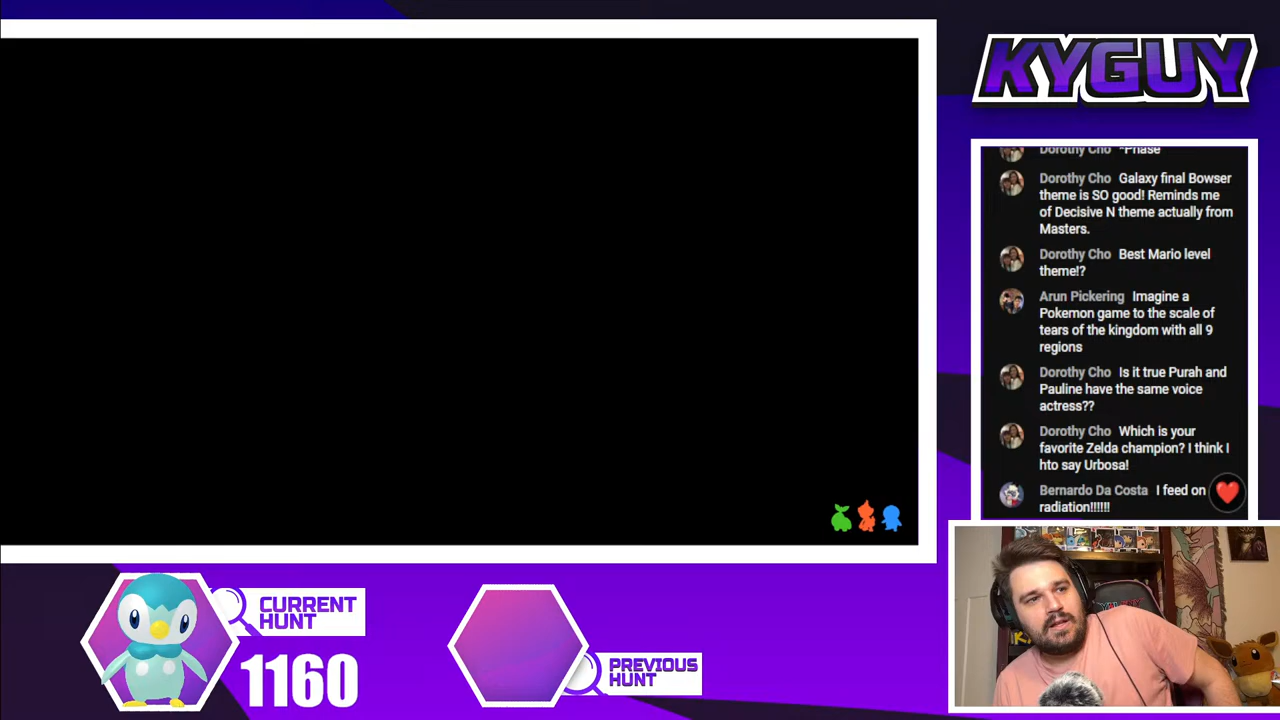 KYGUY
Dorothy Cho *Phase
Dorothy Cho Galaxy final Bowser
theme is SO good! Reminds me
of Decisive N theme actually from
Masters.
Dorothy Cho Best Mario level
theme!?
Arun Pickering Imagine a
Pokemon game to the scale of
tears of the kingdom with all 9
regions
Dorothy Cho Is it true Purah and
Pauline have the same voice
actress??
Dorothy Cho Which is your
favorite Zelda champion? I think I
hto say Urbosa!
Bernardo Da Costa I feed on
radiation!!!!!!
CURRENT
HUNT
1160
PREVIOUS
HUNT